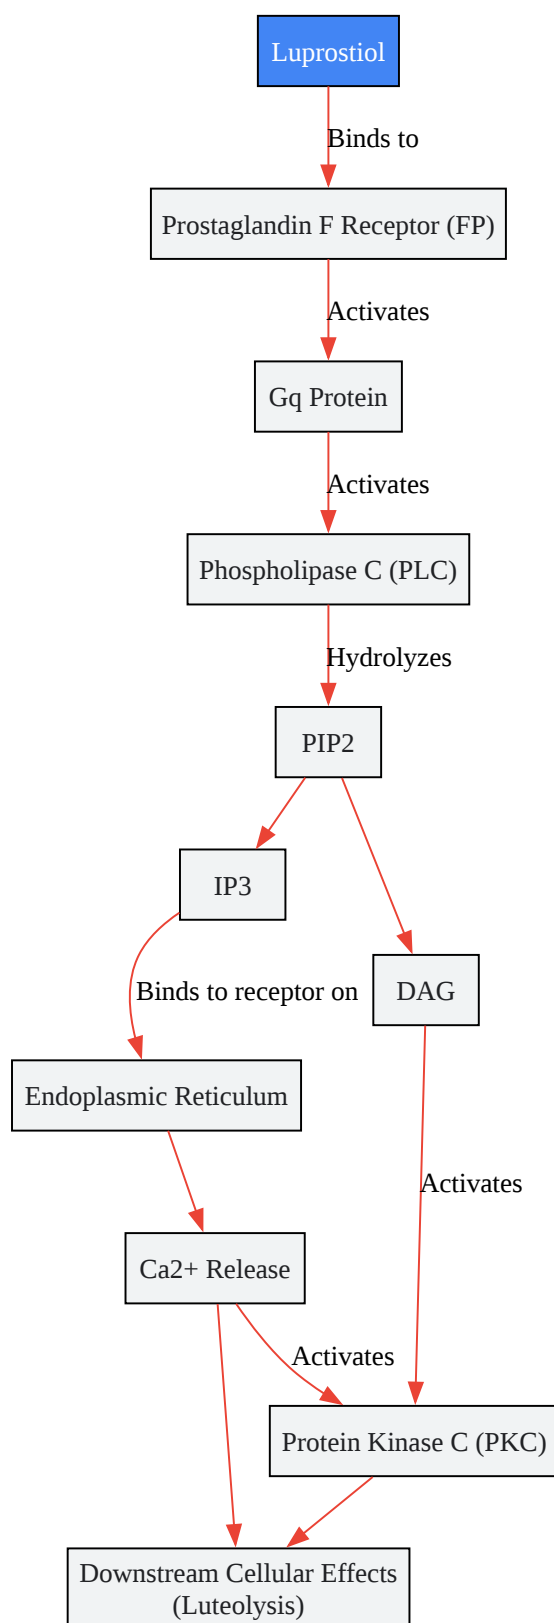 Luprostiol
Binds to
Prostaglandin F Receptor (FP)
Activates
Gq Protein
Activates
Phospholipase C (PLC)
Hydrolyzes
PIP2
IP3
Binds to receptor on
DAG
Endoplasmic Reticulum
Activates
Ca2+ Release
Activates
Protein Kinase C (PKC)
Downstream Cellular Effects
(Luteolysis)